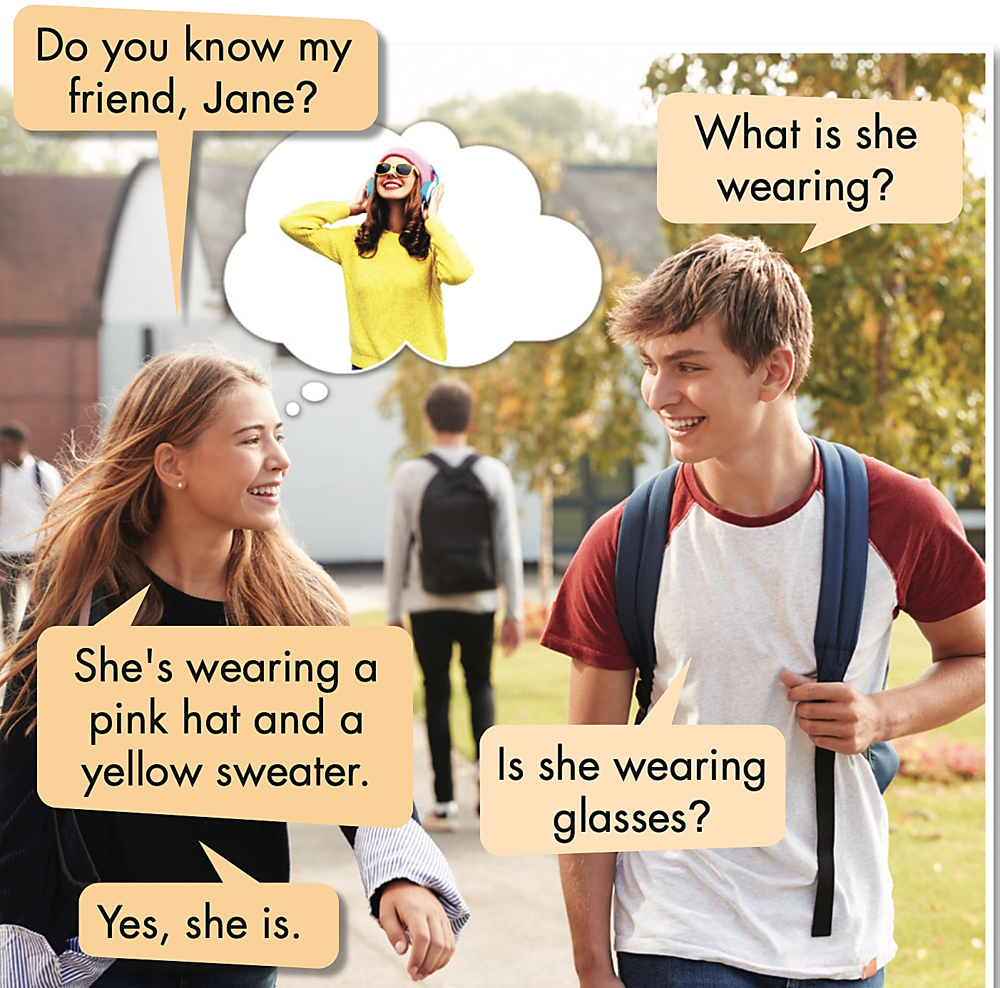 Do you know my
friend, Jane?
What is she
wearing?
She's wearing a
pink hat and a
yellow sweater.
Is she wearing
glasses?
Yes, she is.